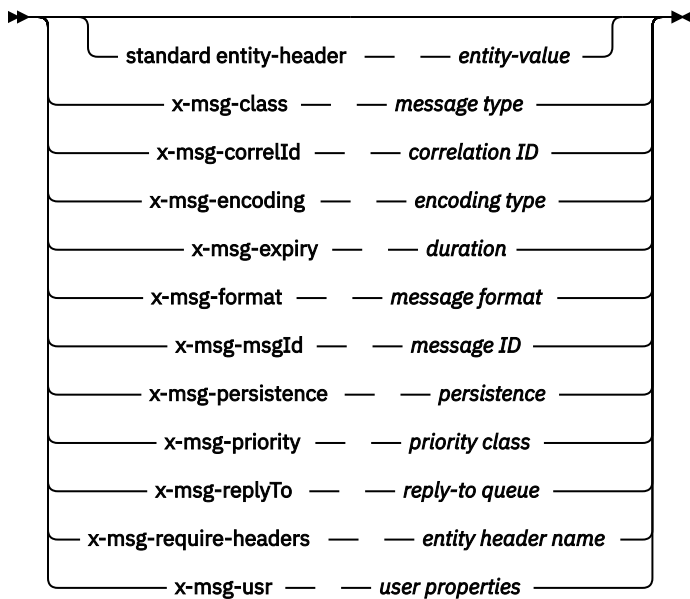 standard entity-header entity-value
x-msg-class message type
x-msg-correlId correlation ID
x-msg-encoding encoding type
x-msg-expiry duration
x-msg-format message format
x-msg-msgId message ID
x-msg-persistence persistence
x-msg-priority priority class
x-msg-replyTo reply-to queue
x-msg-require-headers entity header name
x-msg-usr user properties